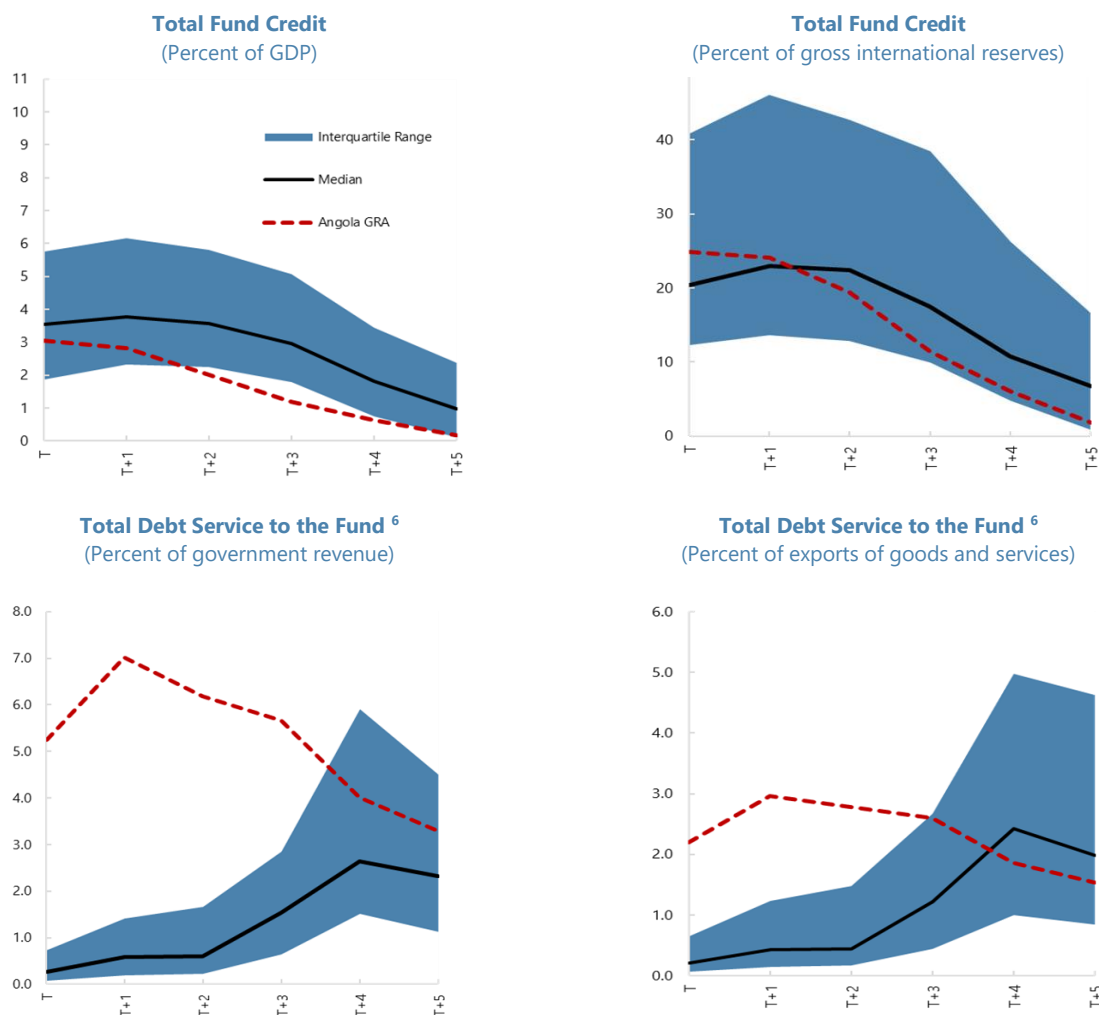 Total Fund Credit
(Percent of GDP)
11
10
9
8
7
6
5
4
3
2
1
0
Interquartile Range
Median
Angola GRA
T
T+1
T+2
T+3
T+4
T+5
Total Fund Credit
(Percent of gross international reserves)
40
30
20
10
0
T
T+1
T+2
T+3
T+4
T+5
Total Debt Service to the Fund 6
(Percent of government revenue)
8.0
7.0
6.0
5.0
4.0
3.0
2.0
1.0
0.0
T
T+1
T+2
T+3
T+4
T+5
Total Debt Service to the Fund 6
(Percent of exports of goods and services)
6.0
5.0
4.0
3.0
2.0
1.0
0.0
T
T+1
T+2
T+3
T+4
T+5